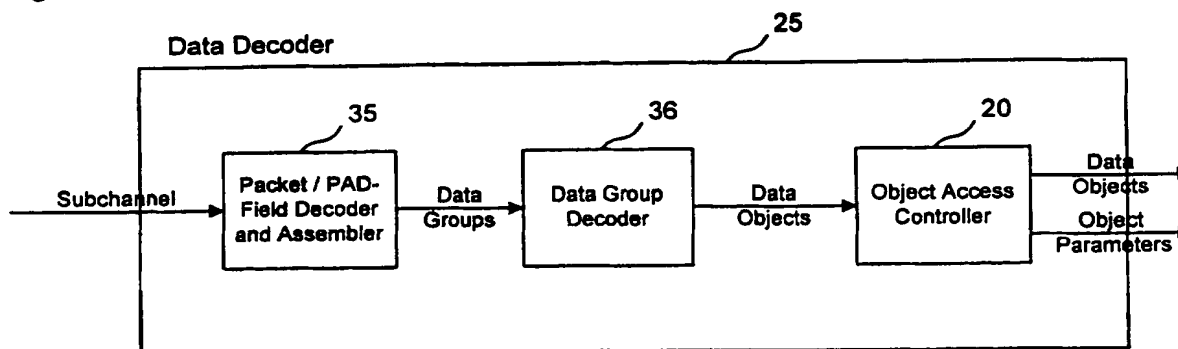 25
Data Decoder
35
36
20
Subchannel
Packet / PAD-
Field Decoder
and Assembler
Data
Groups
Data Group
Decoder
Data
Objects
Object Access
Controller
Data
Objects
Object
Parameters